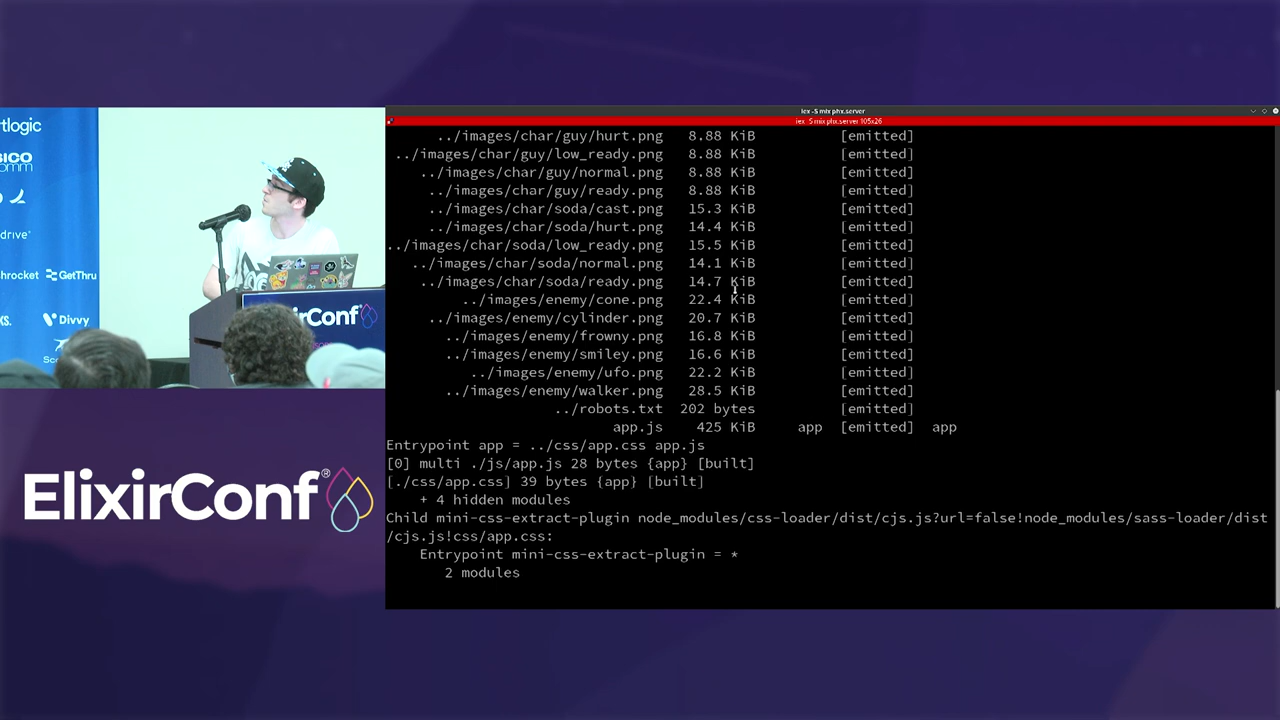 iex -S mix phx.server
iex -S mix phx.server 105x26
../images/char/guy/hurt.png 8.88 KiB [emitted]
../images/char/guy/low_ready.png 8.88 KiB [emitted]
../images/char/guy/normal.png 8.88 KiB [emitted]
../images/char/guy/ready.png 8.88 KiB [emitted]
../images/char/soda/cast.png 15.3 KiB [emitted]
../images/char/soda/hurt.png 14.4 KiB [emitted]
../images/char/soda/low_ready.png 15.5 KiB [emitted]
../images/char/soda/normal.png 14.1 KiB [emitted]
../images/char/soda/ready.png 14.7 KiB [emitted]
../images/enemy/cone.png 22.4 KiB [emitted]
../images/enemy/cylinder.png 20.7 KiB [emitted]
../images/enemy/frowny.png 16.8 KiB [emitted]
../images/enemy/smiley.png 16.6 KiB [emitted]
../images/enemy/ufo.png 22.2 KiB [emitted]
../images/enemy/walker.png 28.5 KiB [emitted]
../robots.txt 202 bytes [emitted]
app.js 425 KiB app [emitted] app
Entrypoint app = ../css/app.css app.js
[0] multi ./js/app.js 28 bytes {app} [built]
[./css/app.css] 39 bytes {app} [built]
+ 4 hidden modules
Child mini-css-extract-plugin node_modules/css-loader/dist/cjs.js?url=false!node_modules/sass-loader/dist
/cjs.js!css/app.css:
Entrypoint mini-css-extract-plugin = *
2 modules
rtlogic
SICO
omm
drive
hrocket GetThru
KS. Divvy
irConf
ElixirConf®